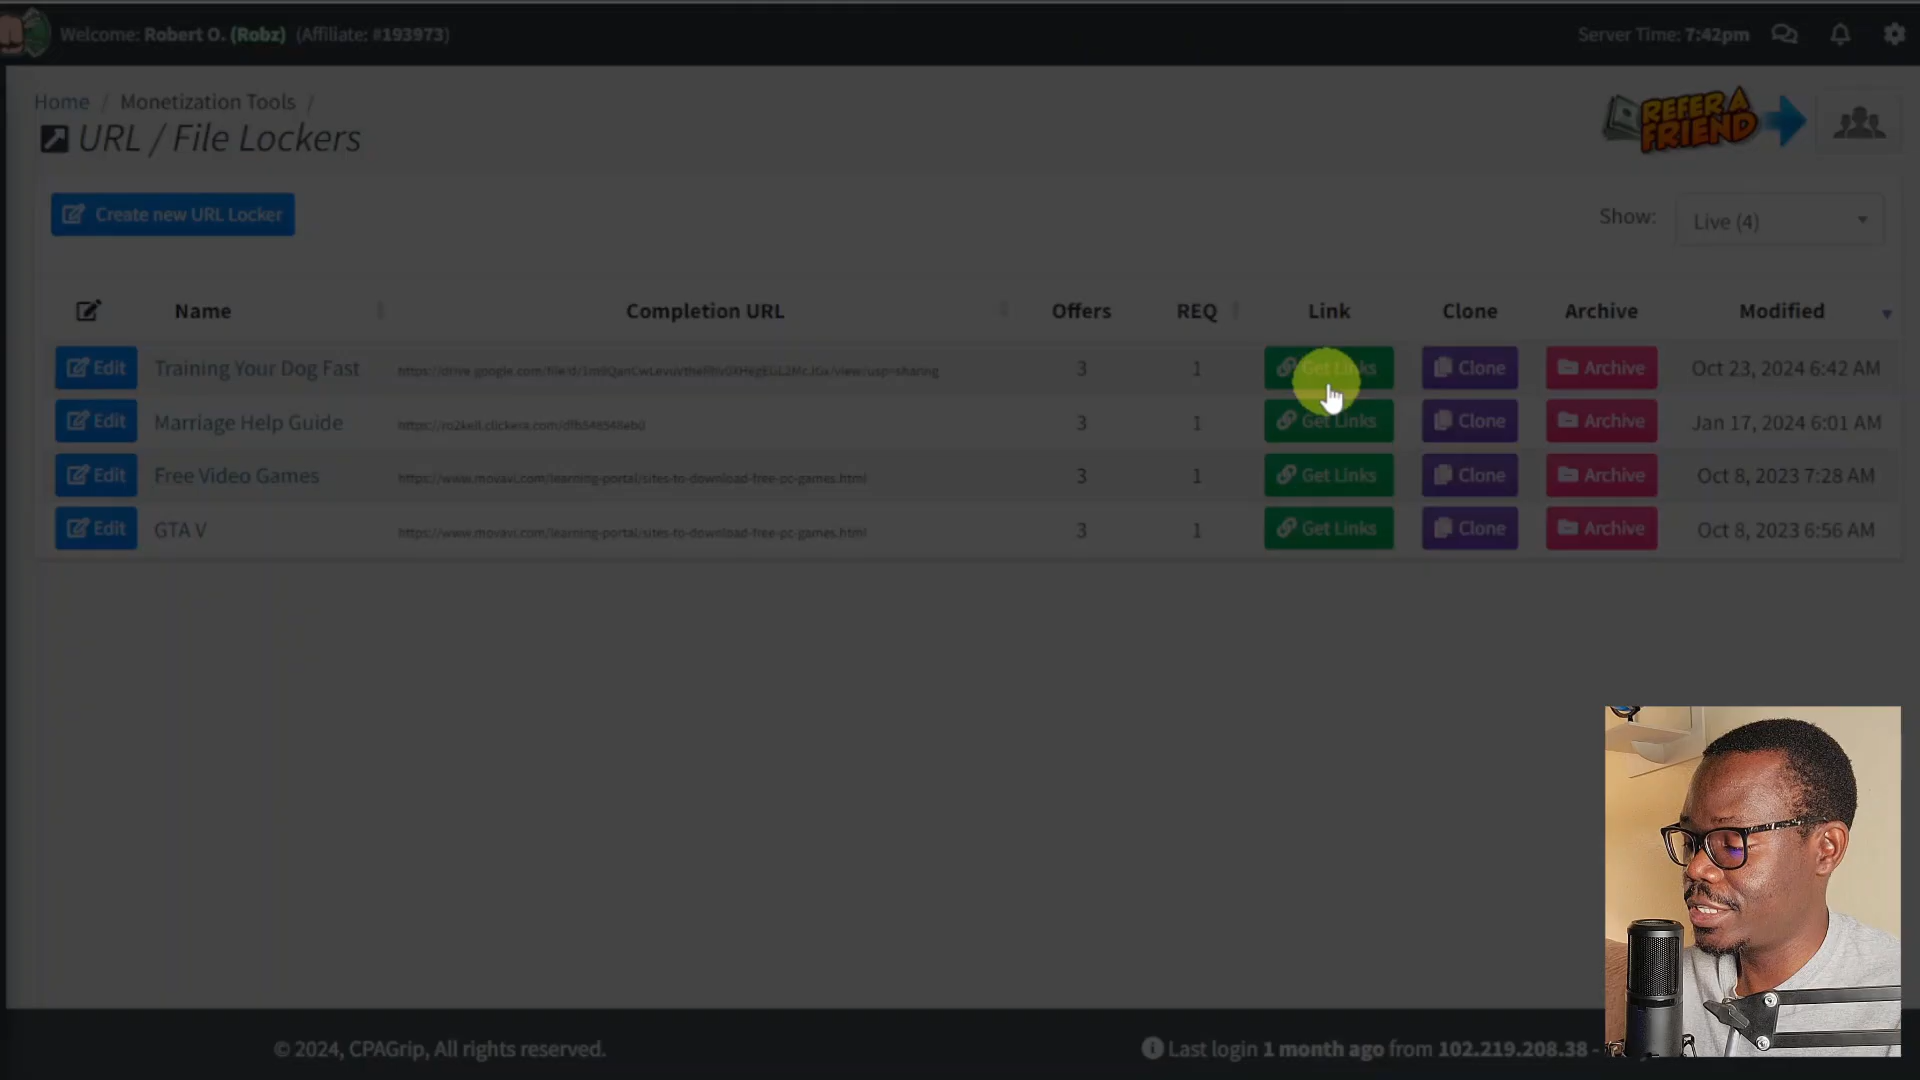 Welcome: Robert O. (Robz) (Affiliate: #193973)
Server Time: 7:42pm
Home / Monetization Tools /
URL / File Lockers
REFER A FRIEND
Create new URL Locker
Show: Live (4)
Name Completion URL Offers REQ Link Clone Archive Modified
Edit Training Your Dog Fast 3 1 Get Links Clone Archive Oct 23, 2024 6:42 AM
Edit Marriage Help Guide 3 1 Get Links Clone Archive Jan 17, 2024 6:01 AM
Edit Free Video Games https://www.movavi.com/learning-portal/sites-to-download-free-pc-games.html 3 1 Get Links Clone Archive Oct 8, 2023 7:28 AM
Edit GTA V https://www.movavi.com/learning-portal/sites-to-download-free-pc-games.html 3 1 Get Links Clone Archive Oct 8, 2023 6:56 AM
© 2024, CPAGrip, All rights reserved.
Last login 1 month ago from 102.219.208.38 -